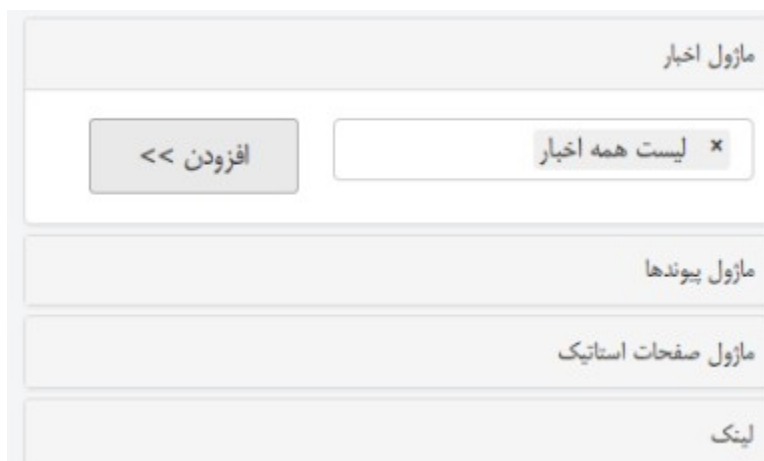 ماژول اخبار
× لیست همه اخبار
افزودن >>
ماژول پیوندها
ماژول صفحات استاتیک
لینک